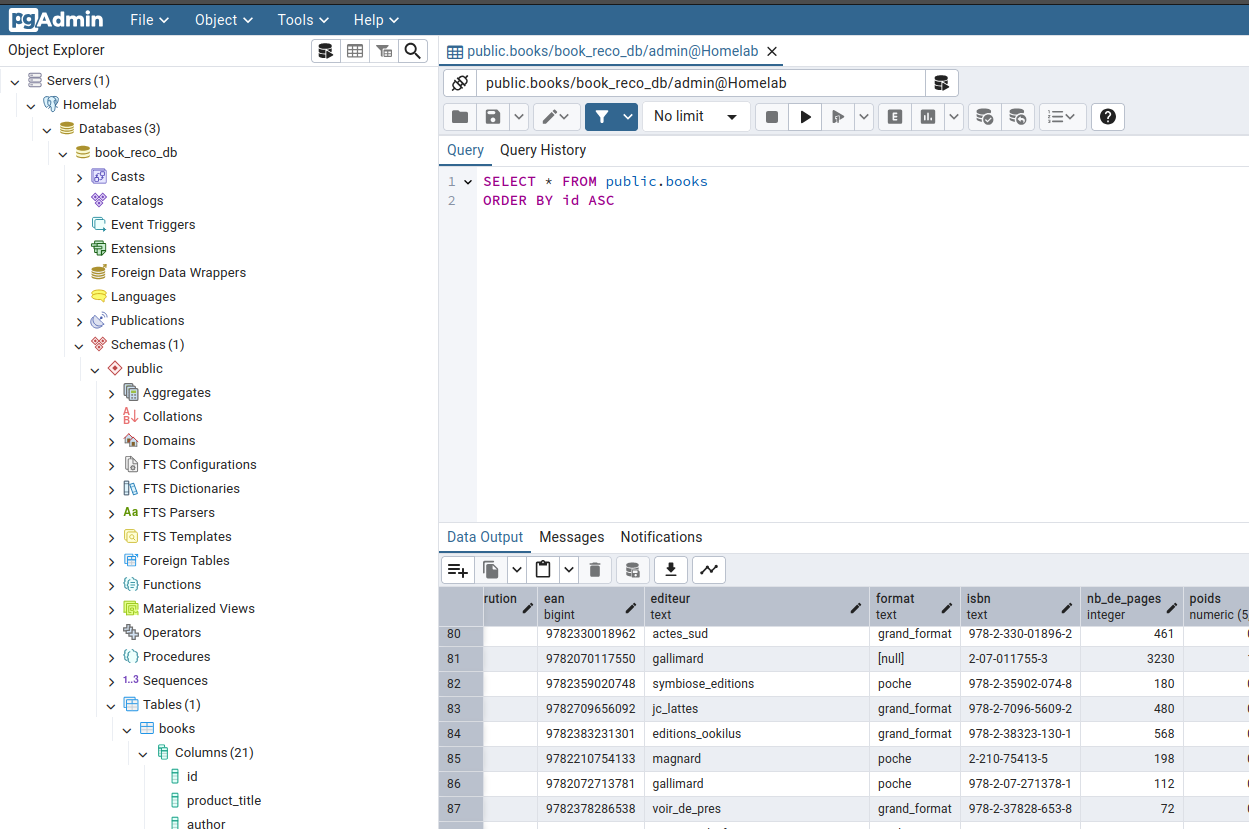 pgAdmin File Object Tools Help
Object Explorer
Servers (1)
Homelab
Databases (3)
book_reco_db
Casts
Catalogs
Event Triggers
Extensions
Foreign Data Wrappers
Languages
Publications
Schemas (1)
public
Aggregates
Collations
Domains
FTS Configurations
FTS Dictionaries
Aa FTS Parsers
FTS Templates
Foreign Tables
Functions
Materialized Views
Operators
Procedures
1..3 Sequences
Tables (1)
books
Columns (21)
id
product_title
author
public.books/book_reco_db/admin@Homelab
public.books/book_reco_db/admin@Homelab
No limit E
Query Query History
1 SELECT * FROM public.books
2 ORDER BY id ASC
Data Output Messages Notifications
rution ean editeur format isbn nb_de_pages poids
bigint text text text integer numeric (5
80 9782330018962 actes_sud grand_format 978-2-330-01896-2 461
81 9782070117550 gallimard [null] 2-07-011755-3 3230
82 9782359020748 symbiose_editions poche 978-2-35902-074-8 180
83 9782709656092 jc_lattes grand_format 978-2-7096-5609-2 480
84 9782383231301 editions_ookilus grand_format 978-2-38323-130-1 568
85 9782210754133 magnard poche 2-210-75413-5 198
86 9782072713781 gallimard poche 978-2-07-271378-1 112
87 9782378286538 voir_de_pres grand_format 978-2-37828-653-8 72